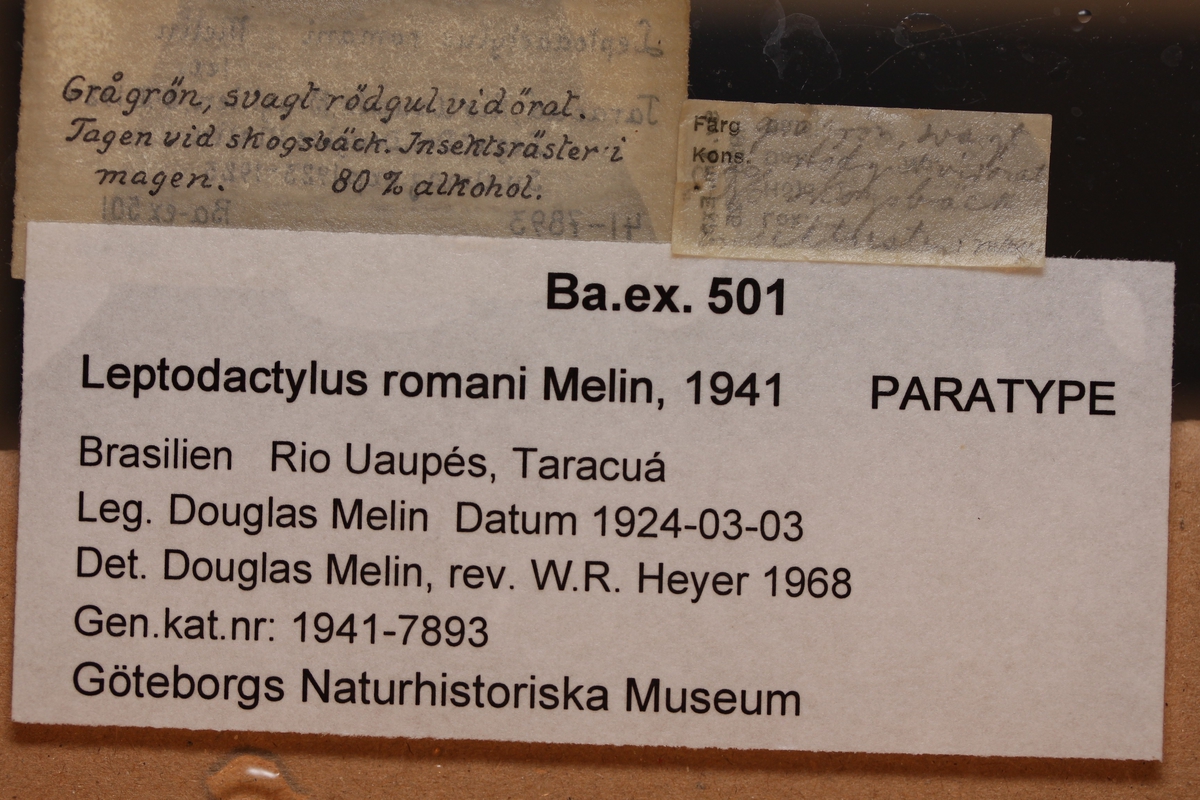 Grågrön, svagt rödgul vid örat.
Tagen vid skogsbäck. Insektsräster i
magen. 80 % alkohol.
Färg
Kons.
Ba.ex. 501
Leptodactylus romani Melin, 1941 PARATYPE
Brasilien Rio Uaupés, Taracuá
Leg. Douglas Melin Datum 1924-03-03
Det. Douglas Melin, rev. W.R. Heyer 1968
Gen.kat.nr: 1941-7893
Göteborgs Naturhistoriska Museum